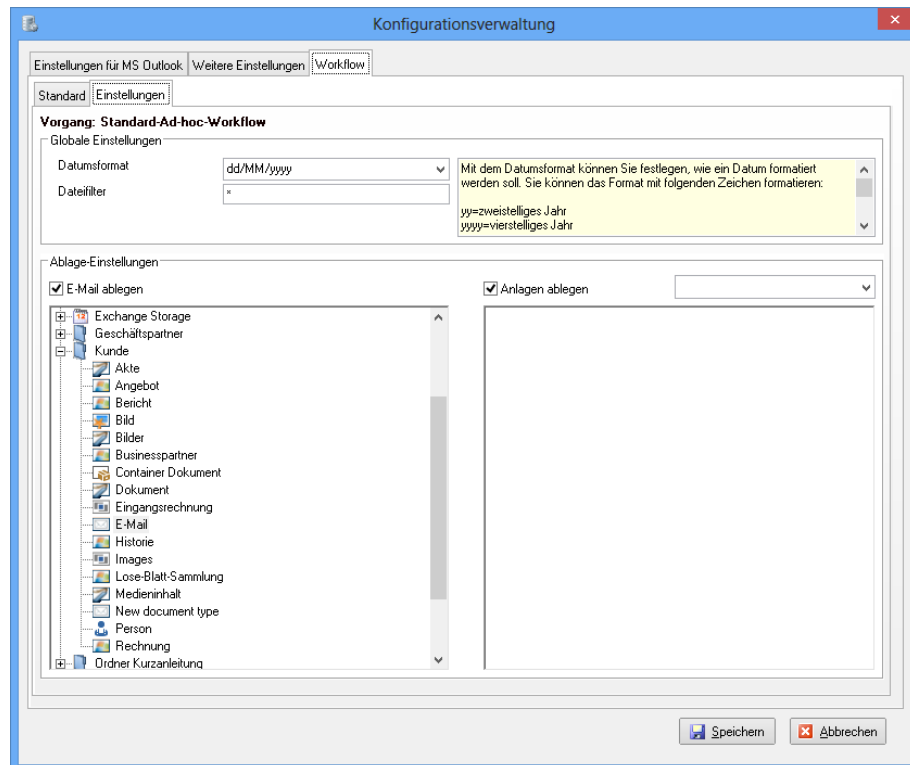 Konfigurationsverwaltung
Einstellungen für MS Outlook Weitere Einstellungen Workflow
Standard Einstellungen
Vorgang: Standard-Ad-hoc-Workflow
Globale Einstellungen
Datumsformat dd/MM/yyyy
Dateifilter *
Mit dem Datumsformat können Sie festlegen, wie ein Datum formatiert
werden soll. Sie können das Format mit folgenden Zeichen formatieren:
yy=zweistelliges Jahr
yyyy=vierstelliges Jahr
Ablage-Einstellungen
E-Mail ablegen
Anlagen ablegen
Exchange Storage
Geschäftspartner
Kunde
Akte
Angebot
Bericht
Bild
Bilder
Businesspartner
Container Dokument
Dokument
Eingangsrechnung
E-Mail
Historie
Images
Lose-Blatt-Sammlung
Medieninhalt
New document type
Person
Rechnung
Ordner Kurzanleitung
Speichern Abbrechen